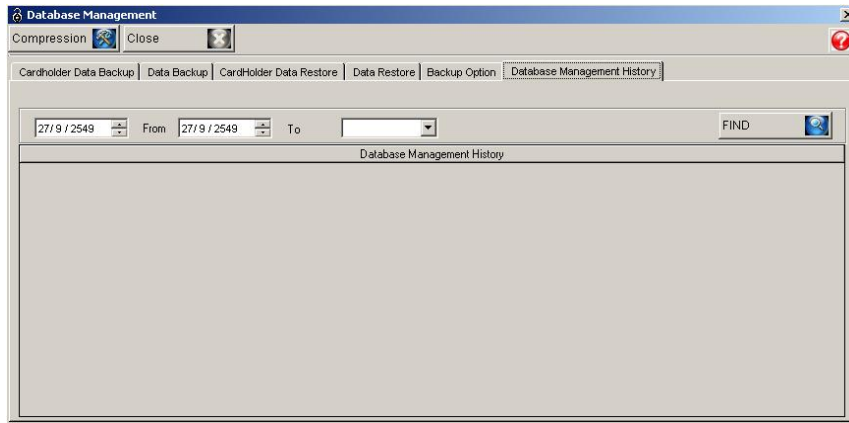 Database Management
Compression Close
Cardholder Data Backup Data Backup CardHolder Data Restore Data Restore Backup Option Database Management History
27/ 9 / 2549 From 27/ 9 / 2549 To FIND
Database Management History